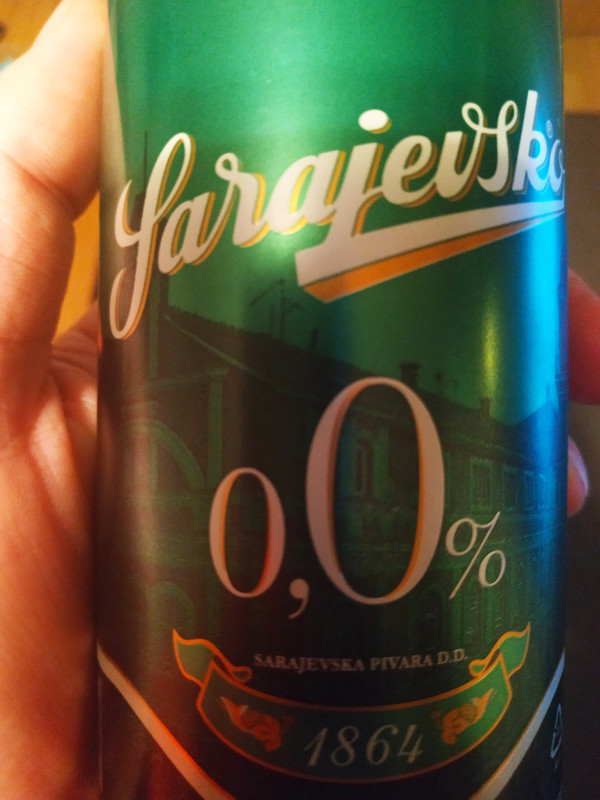 Sarajevsko
0,0%
SARAJEVSKA PIVARA D.D.
1864